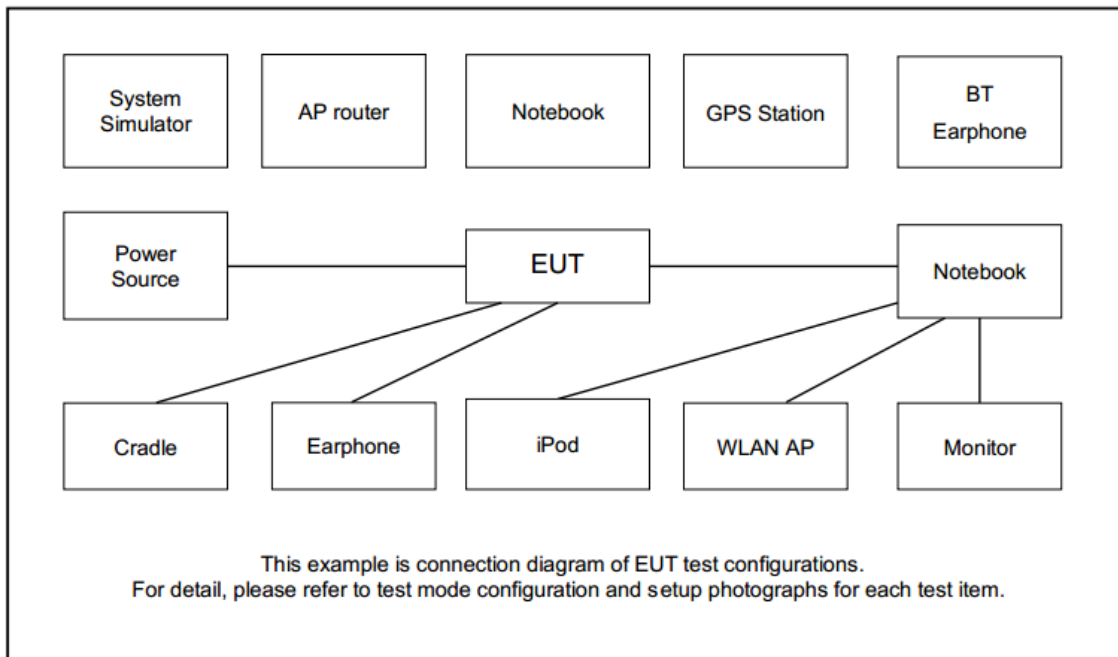 System
Simulator
AP router
Notebook
GPS Station
BT
Earphone
Power
Source
EUT
Notebook
Cradle
Earphone
iPod
WLAN AP
Monitor
This example is connection diagram of EUT test configurations.
For detail, please refer to test mode configuration and setup photographs for each test item.